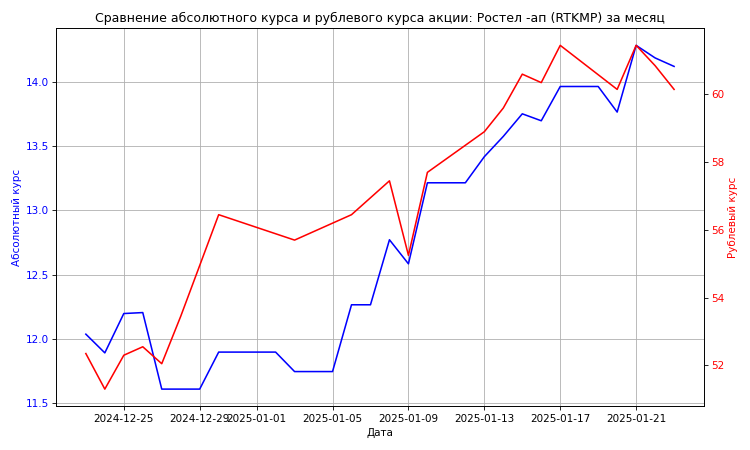 Сравнение абсолютного курса и рублевого курса акции: Ростел -ап (RTKMP) за месяц
14.0
13.5
13.0
12.5
12.0
11.5
Абсолютный курс
60
58
56
54
52
Рублевый курс
2024-12-25 2024-12-29 2025-01-01 2025-01-05 2025-01-09 2025-01-13 2025-01-17 2025-01-21
Дата